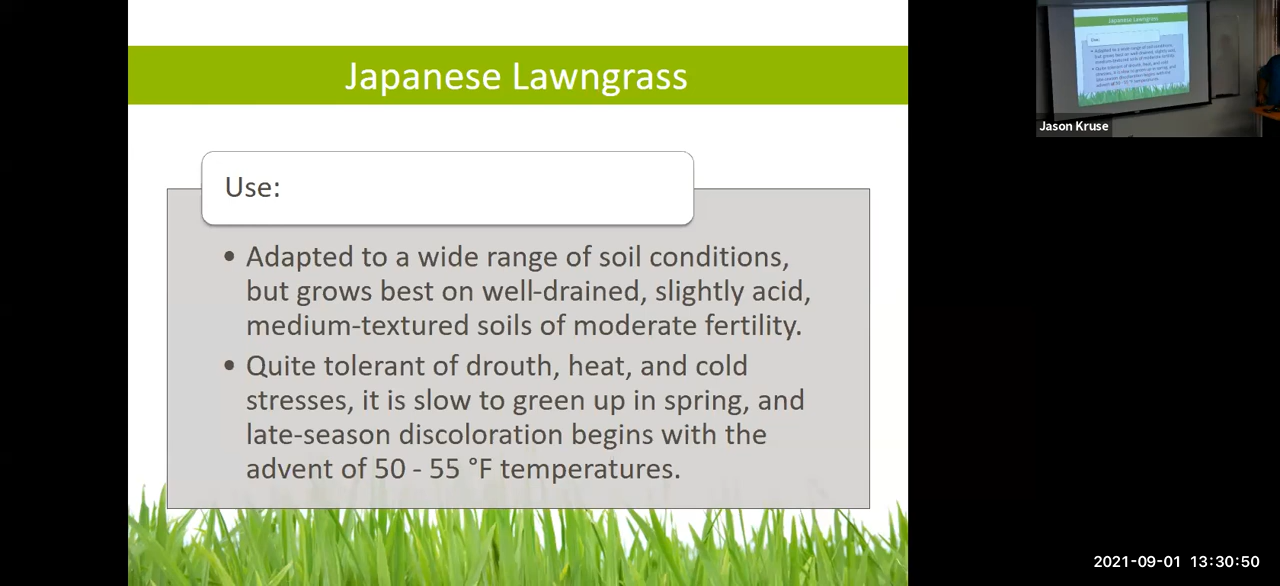 Japanese Lawngrass
Use:
• Adapted to a wide range of soil conditions,
but grows best on well-drained, slightly acid,
medium-textured soils of moderate fertility.
• Quite tolerant of drouth, heat, and cold
stresses, it is slow to green up in spring, and
late-season discoloration begins with the
advent of 50 - 55 °F temperatures.
Japanese Lawngrass
Jason Kruse
2021-09-01 13:30:50